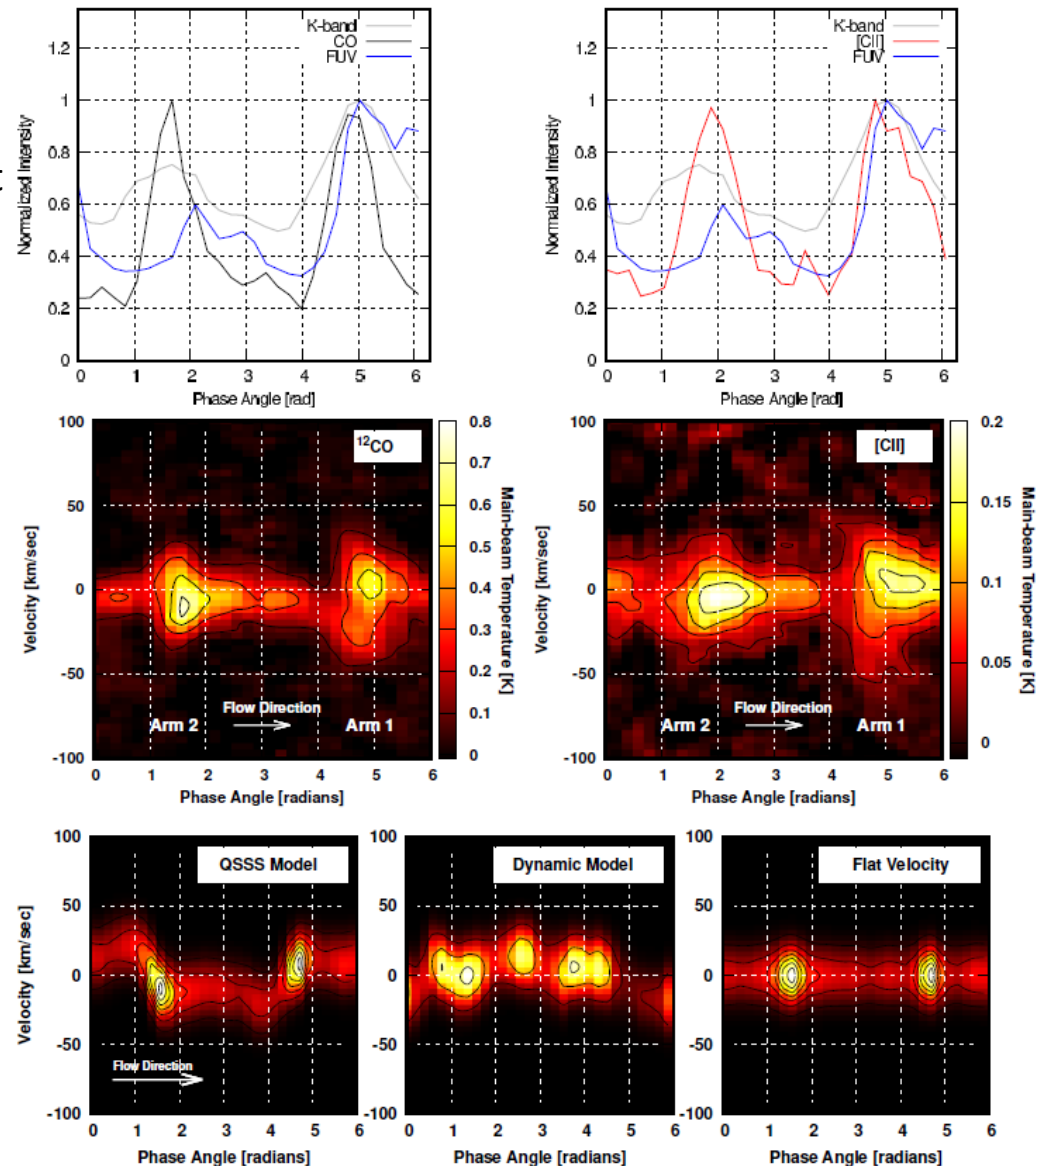 K-band
CO
FUV
1.2
1
0.8
0.6
0.4
0.2
0
Normalized Intensity
0 1 2 3 4 5 6
Phase Angle [rad]
K-band
[CII]
FUV
1.2
1
0.8
0.6
0.4
0.2
0
Normalized Intensity
0 1 2 3 4 5 6
Phase Angle [rad]
100
50
0
-50
-100
Velocity [km/sec]
12CO
Arm 2
Flow Direction
Arm 1
0 1 2 3 4 5 6
Phase Angle [radians]
0.8
0.7
0.6
0.5
0.4
0.3
0.2
0.1
0
Main-beam Temperature [K]
100
50
0
-50
-100
Velocity [km/sec]
[CII]
Arm 2
Flow Direction
Arm 1
0 1 2 3 4 5 6
Phase Angle [radians]
0.2
0.15
0.1
0.05
0
Main-beam Temperature [K]
100
50
0
-50
-100
Velocity [km/sec]
QSSS Model
Flow Direction
0 1 2 3 4 5 6
Phase Angle [radians]
100
50
0
-50
-100
Dynamic Model
0 1 2 3 4 5 6
Phase Angle [radians]
100
50
0
-50
-100
Flat Velocity
0 1 2 3 4 5 6
Phase Angle [radians]